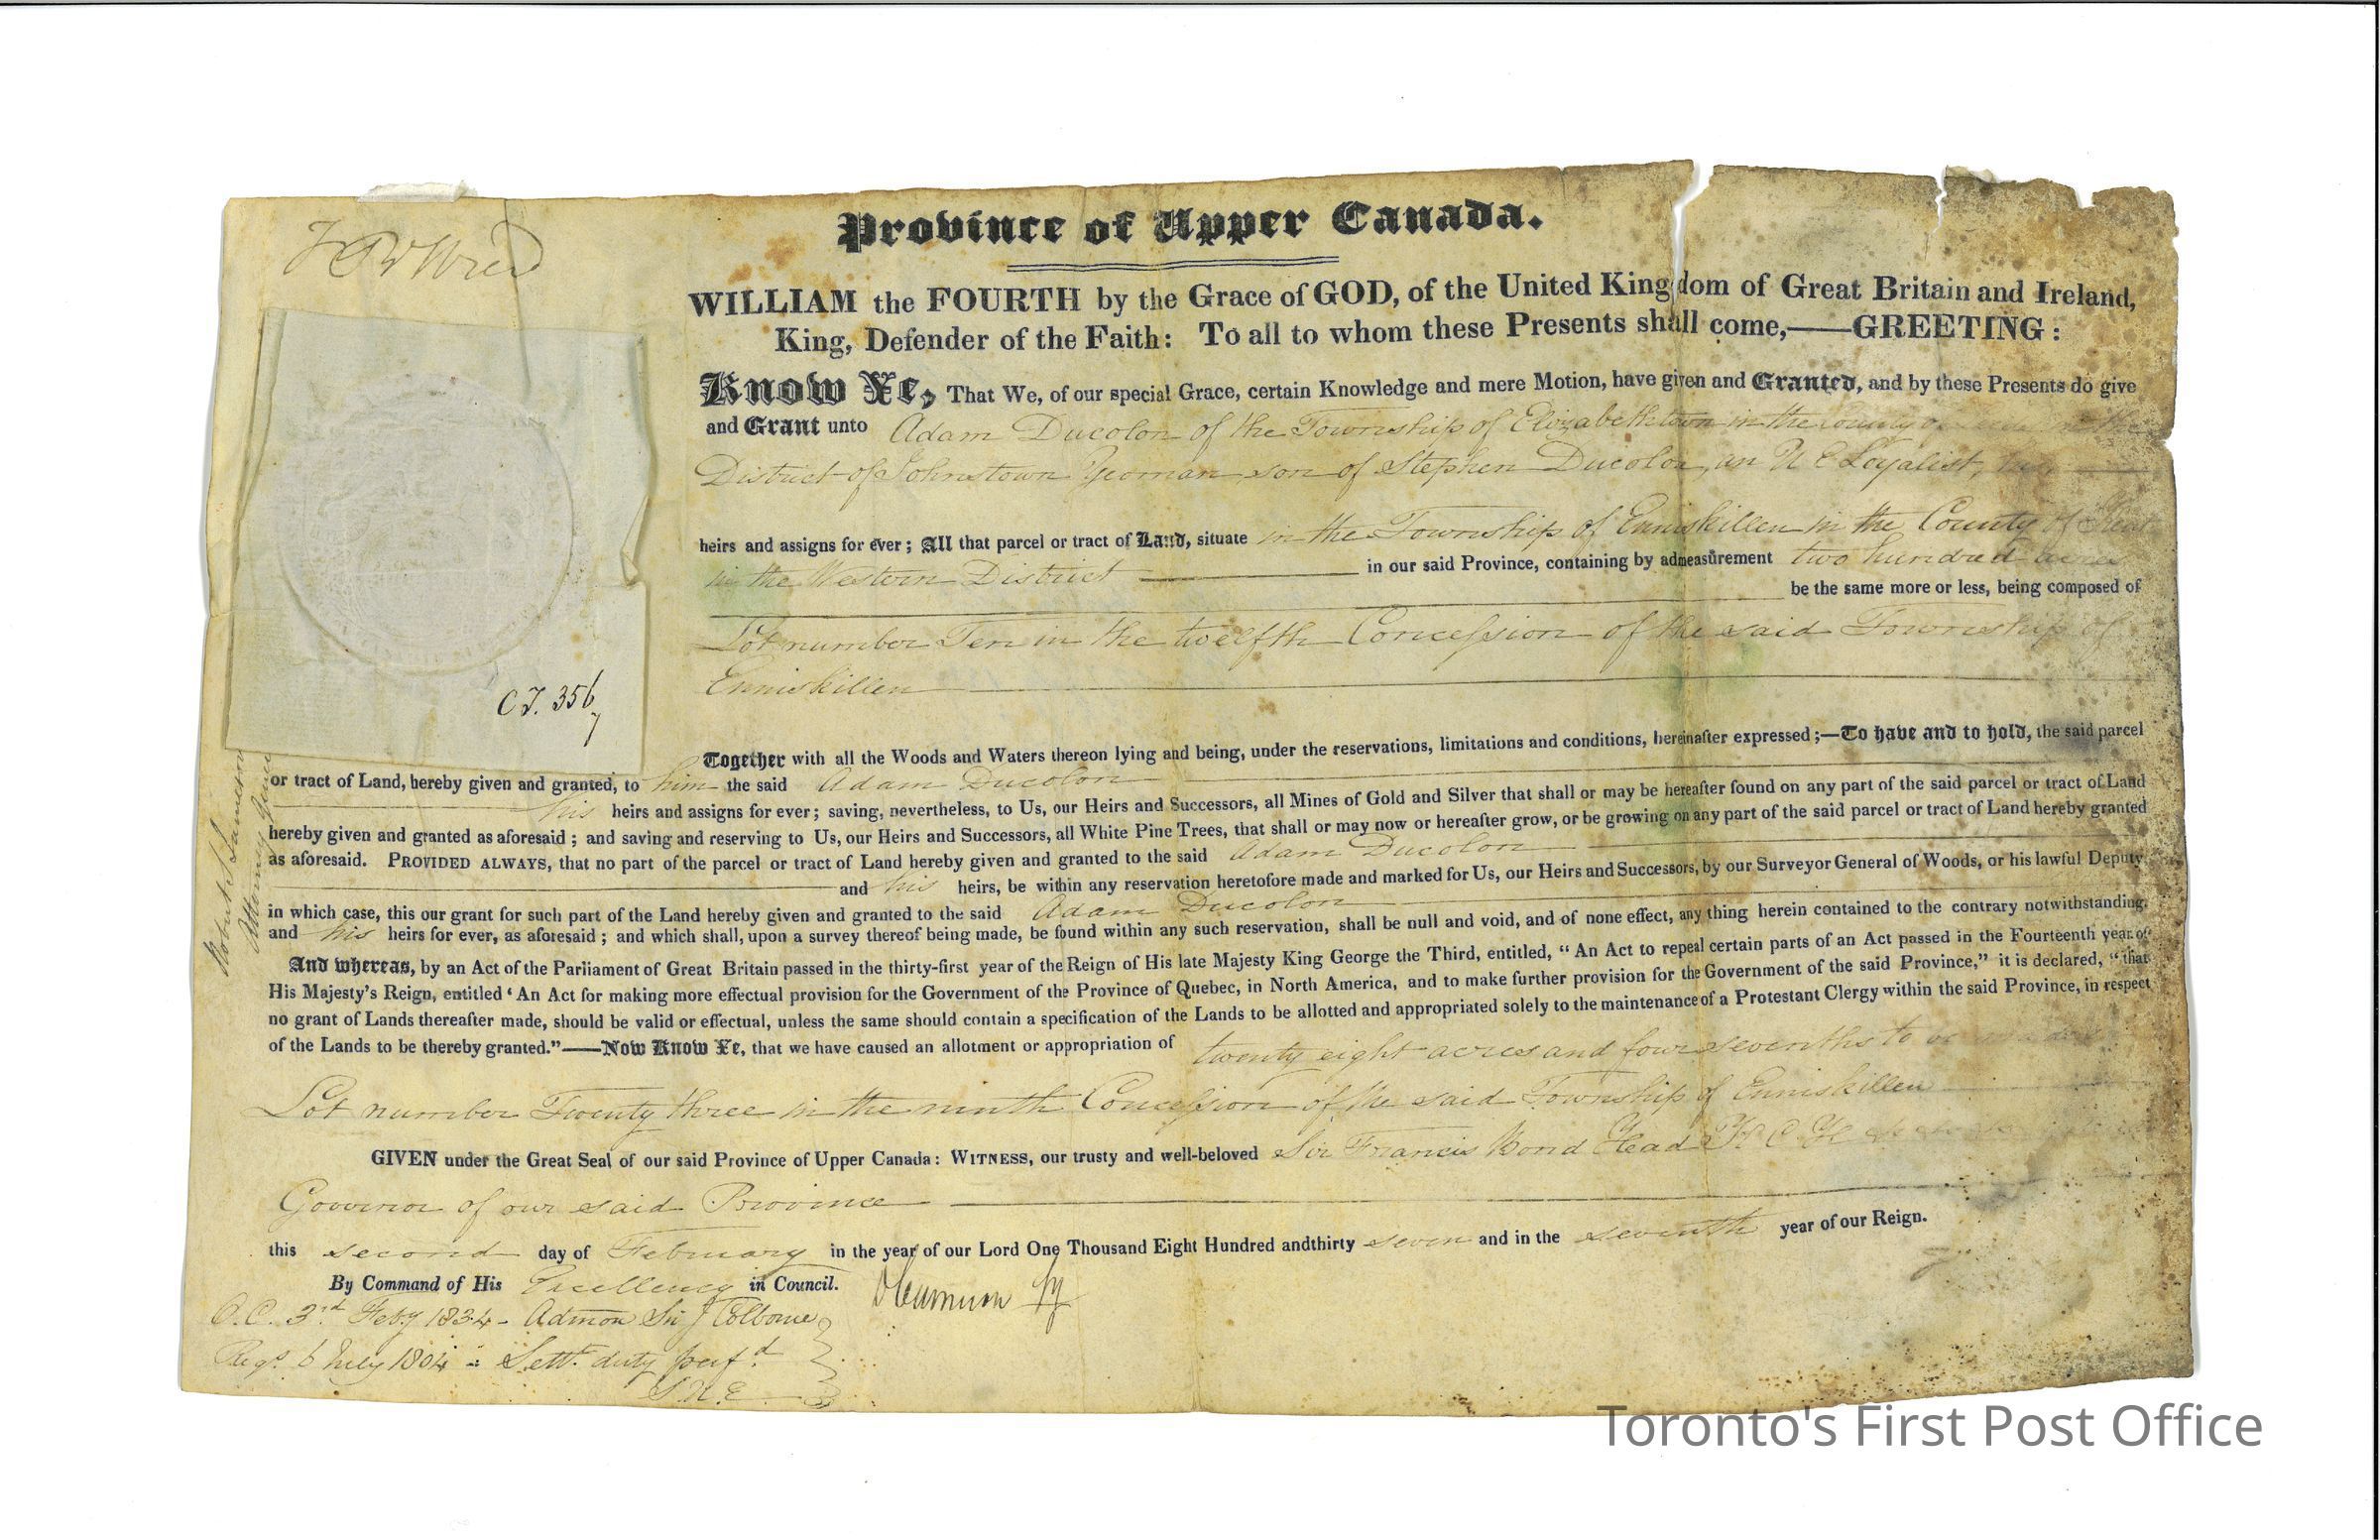 Province of Upper Canada.
WILLIAM the FOURTH by the Grace of GOD, of the United Kingdom of Great Britain and Ireland,
King, Defender of the Faith: To all to whom these Presents shall come,——GREETING:
Know Ye, That We, of our special Grace, certain Knowledge and mere Motion, have given and Granted, and by these Presents do give
and Grant unto Adam Ducolon of the Township of Elizabethtown in the County
District of Johnstown Yeoman, son of Stephen Ducolon, an U E Loyalist, his
heirs and assigns for ever; All that parcel or tract of Land, situate in the Township of Enniskillen in the County of Kent
in the Western District in our said Province, containing by admeasurement two hundred acres
be the same more or less, being composed of
Lot number Ten in the twelfth Concession of the said Township of
Enniskillen
C T. 356
7
Together with all the Woods and Waters thereon lying and being, under the reservations, limitations and conditions, hereinafter expressed;—To have and to hold, the said parcel
or tract of Land, hereby given and granted, to him the said Adam Ducolon
his heirs and assigns for ever; saving, nevertheless, to Us, our Heirs and Successors, all Mines of Gold and Silver that shall or may be hereafter found on any part of the said parcel or tract of Land
hereby given and granted as aforesaid; and saving and reserving to Us, our Heirs and Successors, all White Pine Trees, that shall or may now or hereafter grow, or be growing on any part of the said parcel or tract of Land hereby granted
as aforesaid. PROVIDED ALWAYS, that no part of the parcel or tract of Land hereby given and granted to the said Adam Ducolon
and his heirs, be within any reservation heretofore made and marked for Us, our Heirs and Successors, by our Surveyor General of Woods, or his lawful Deputy
in which case, this our grant for such part of the Land hereby given and granted to the said Adam Ducolon
and his heirs for ever, as aforesaid; and which shall, upon a survey thereof being made, be found within any such reservation, shall be null and void, and of none effect, any thing herein contained to the contrary notwithstanding.
And whereas, by an Act of the Parliament of Great Britain passed in the thirty-first year of the Reign of His late Majesty King George the Third, entitled, "An Act to repeal certain parts of an Act passed in the Fourteenth year of
His Majesty's Reign, entitled 'An Act for making more effectual provision for the Government of the Province of Quebec, in North America, and to make further provision for the Government of the said Province," it is declared, "that
no grant of Lands thereafter made, should be valid or effectual, unless the same should contain a specification of the Lands to be allotted and appropriated solely to the maintenance of a Protestant Clergy within the said Province, in respect
of the Lands to be thereby granted."——Now Know Ye, that we have caused an allotment or appropriation of twenty eight acres and four sevenths to
Lot number Twenty three in the ninth Concession of the said Township of Enniskillen
GIVEN under the Great Seal of our said Province of Upper Canada: WITNESS, our trusty and well-beloved Sir Francis Bond Head K C H
Governor of our said Province
this second day of February in the year of our Lord One Thousand Eight Hundred andthirty seven and in the seventh year of our Reign.
By Command of His Excellency in Council.
O.C. 3rd Feby 1834 - Admon Sir J Colborne
Regs. 6 July 1804 - Settt. duty perfd
Toronto's First Post Office